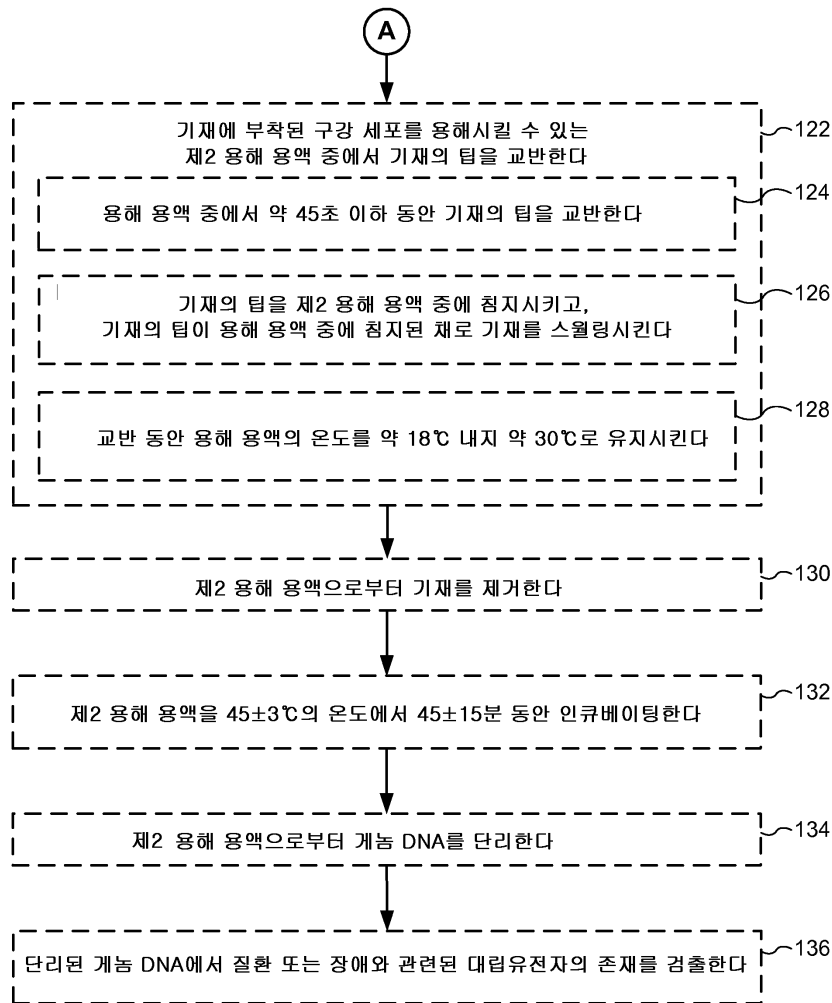 A
기재에 부착된 구강 세포를 용해시킬 수 있는
제2 용해 용액 중에서 기재의 팁을 교반한다
122
용해 용액 중에서 약 45초 이하 동안 기재의 팁을 교반한다
124
기재의 팁을 제2 용해 용액 중에 침지시키고,
기재의 팁이 용해 용액 중에 침지된 채로 기재를 스월링시킨다
126
교반 동안 용해 용액의 온도를 약 18℃ 내지 약 30℃로 유지시킨다
128
제2 용해 용액으로부터 기재를 제거한다
130
제2 용해 용액을 45±3℃의 온도에서 45±15분 동안 인큐베이팅한다
132
제2 용해 용액으로부터 게놈 DNA를 단리한다
134
단리된 게놈 DNA에서 질환 또는 장애와 관련된 대립유전자의 존재를 검출한다
136